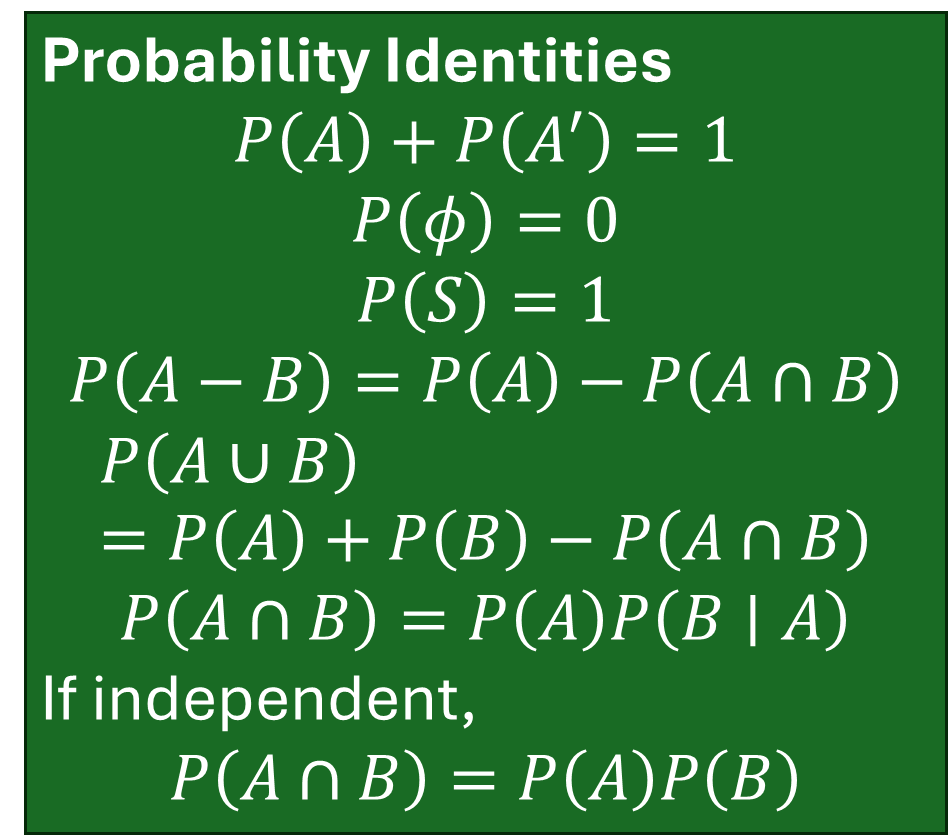 Probability Identities
P(A) + P(A′) = 1
P(ϕ) = 0
P(S) = 1
P(A − B) = P(A) − P(A ∩ B)
P(A ∪ B)
= P(A) + P(B) − P(A ∩ B)
P(A ∩ B) = P(A)P(B | A)
If independent,
P(A ∩ B) = P(A)P(B)